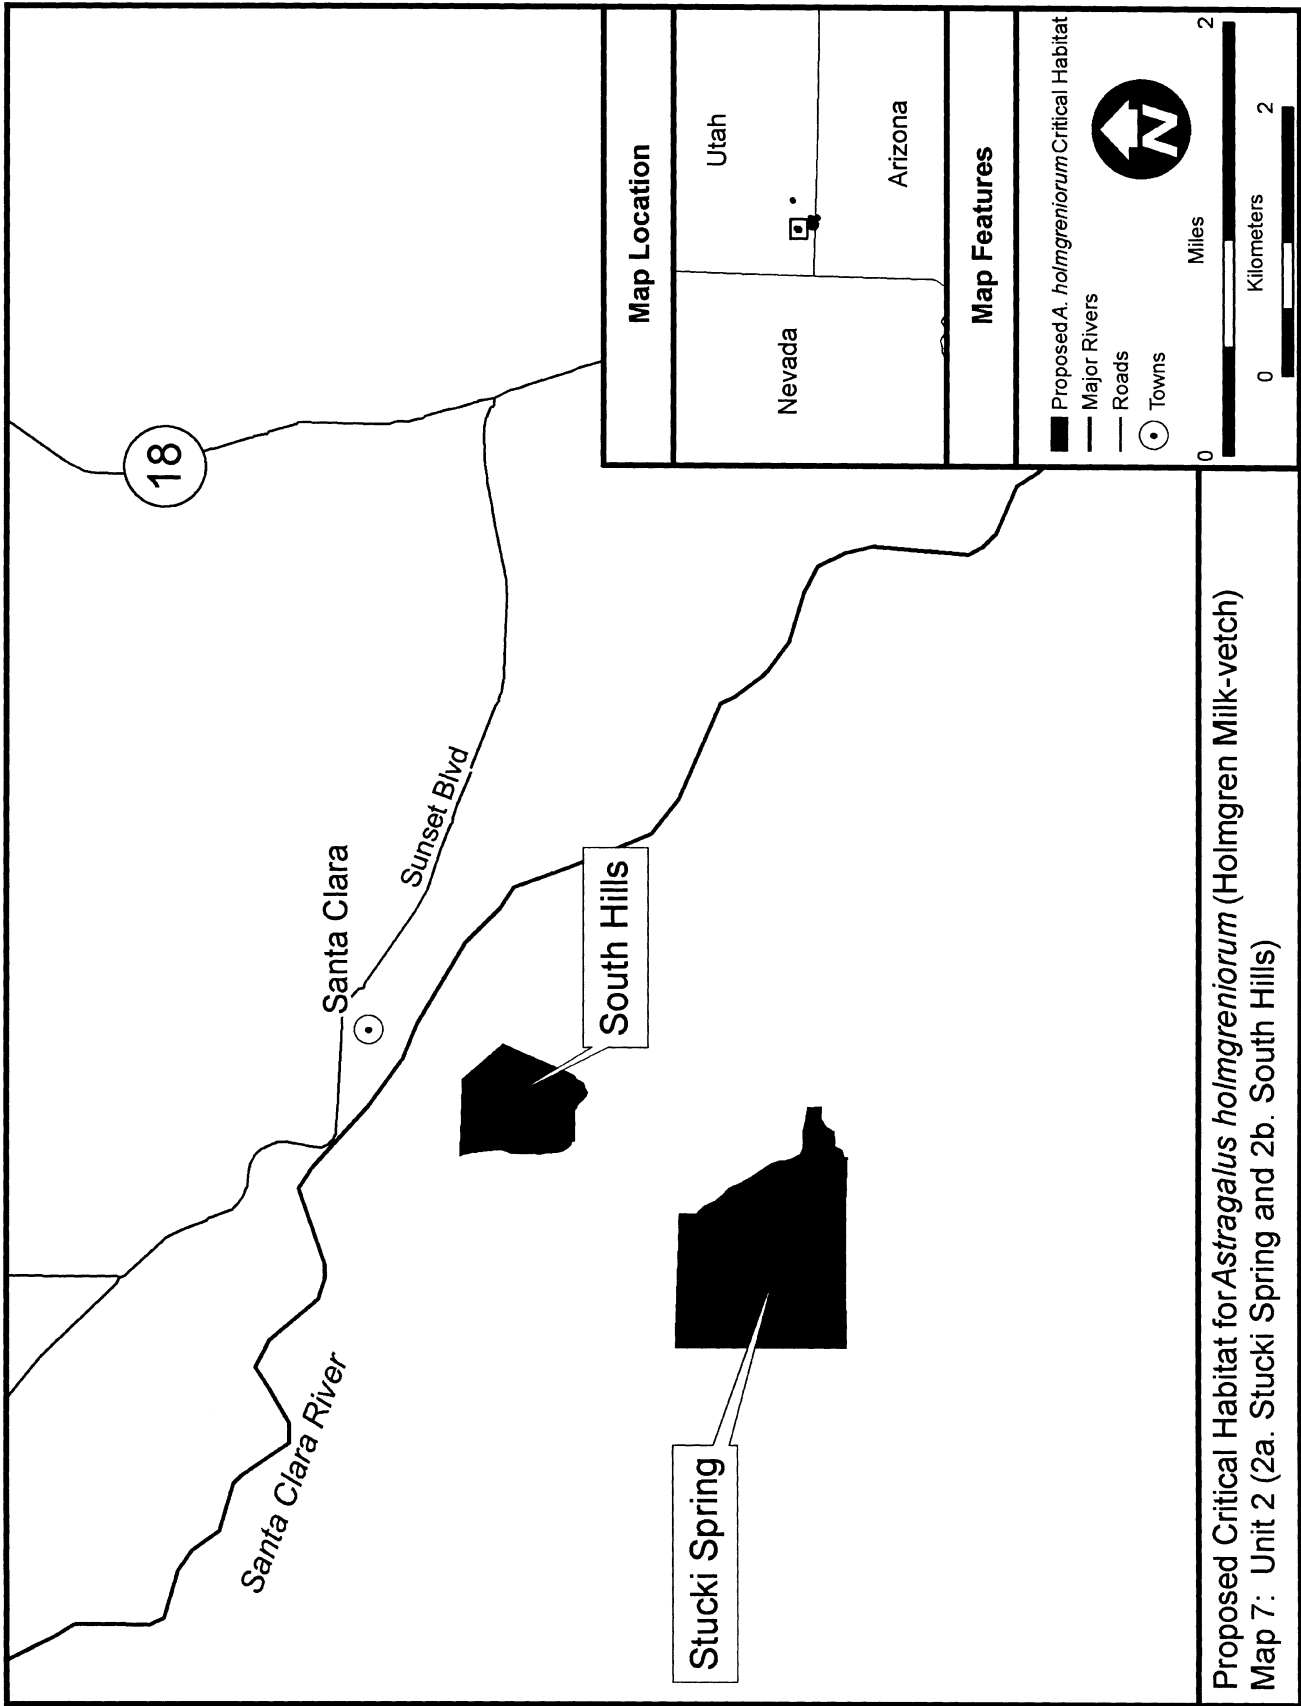 18
Santa Clara
Sunset Blvd
Santa Clara River
South Hills
Stucki Spring
Map Location
Utah
Nevada
Arizona
Map Features
Proposed A. holmgreniorum Critical Habitat
Major Rivers
Roads
Towns
N
Miles
0 2
Kilometers
0 2
Proposed Critical Habitat for Astragalus holmgreniorum (Holmgren Milk-vetch)
Map 7: Unit 2 (2a. Stucki Spring and 2b. South Hills)